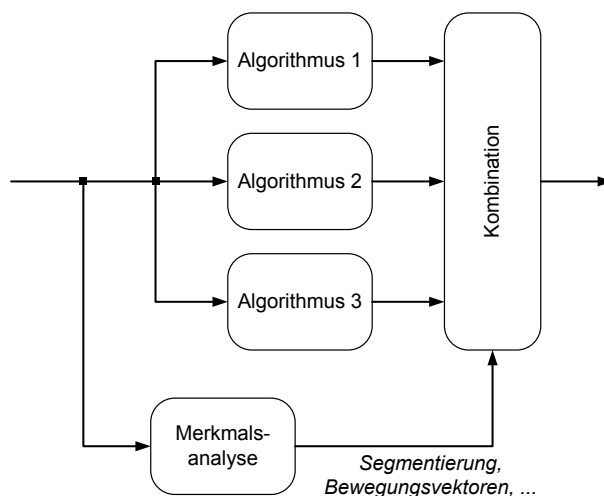 Algorithmus 1
Algorithmus 2
Algorithmus 3
Kombination
Merkmals-
analyse
Segmentierung,
Bewegungsvektoren, ...